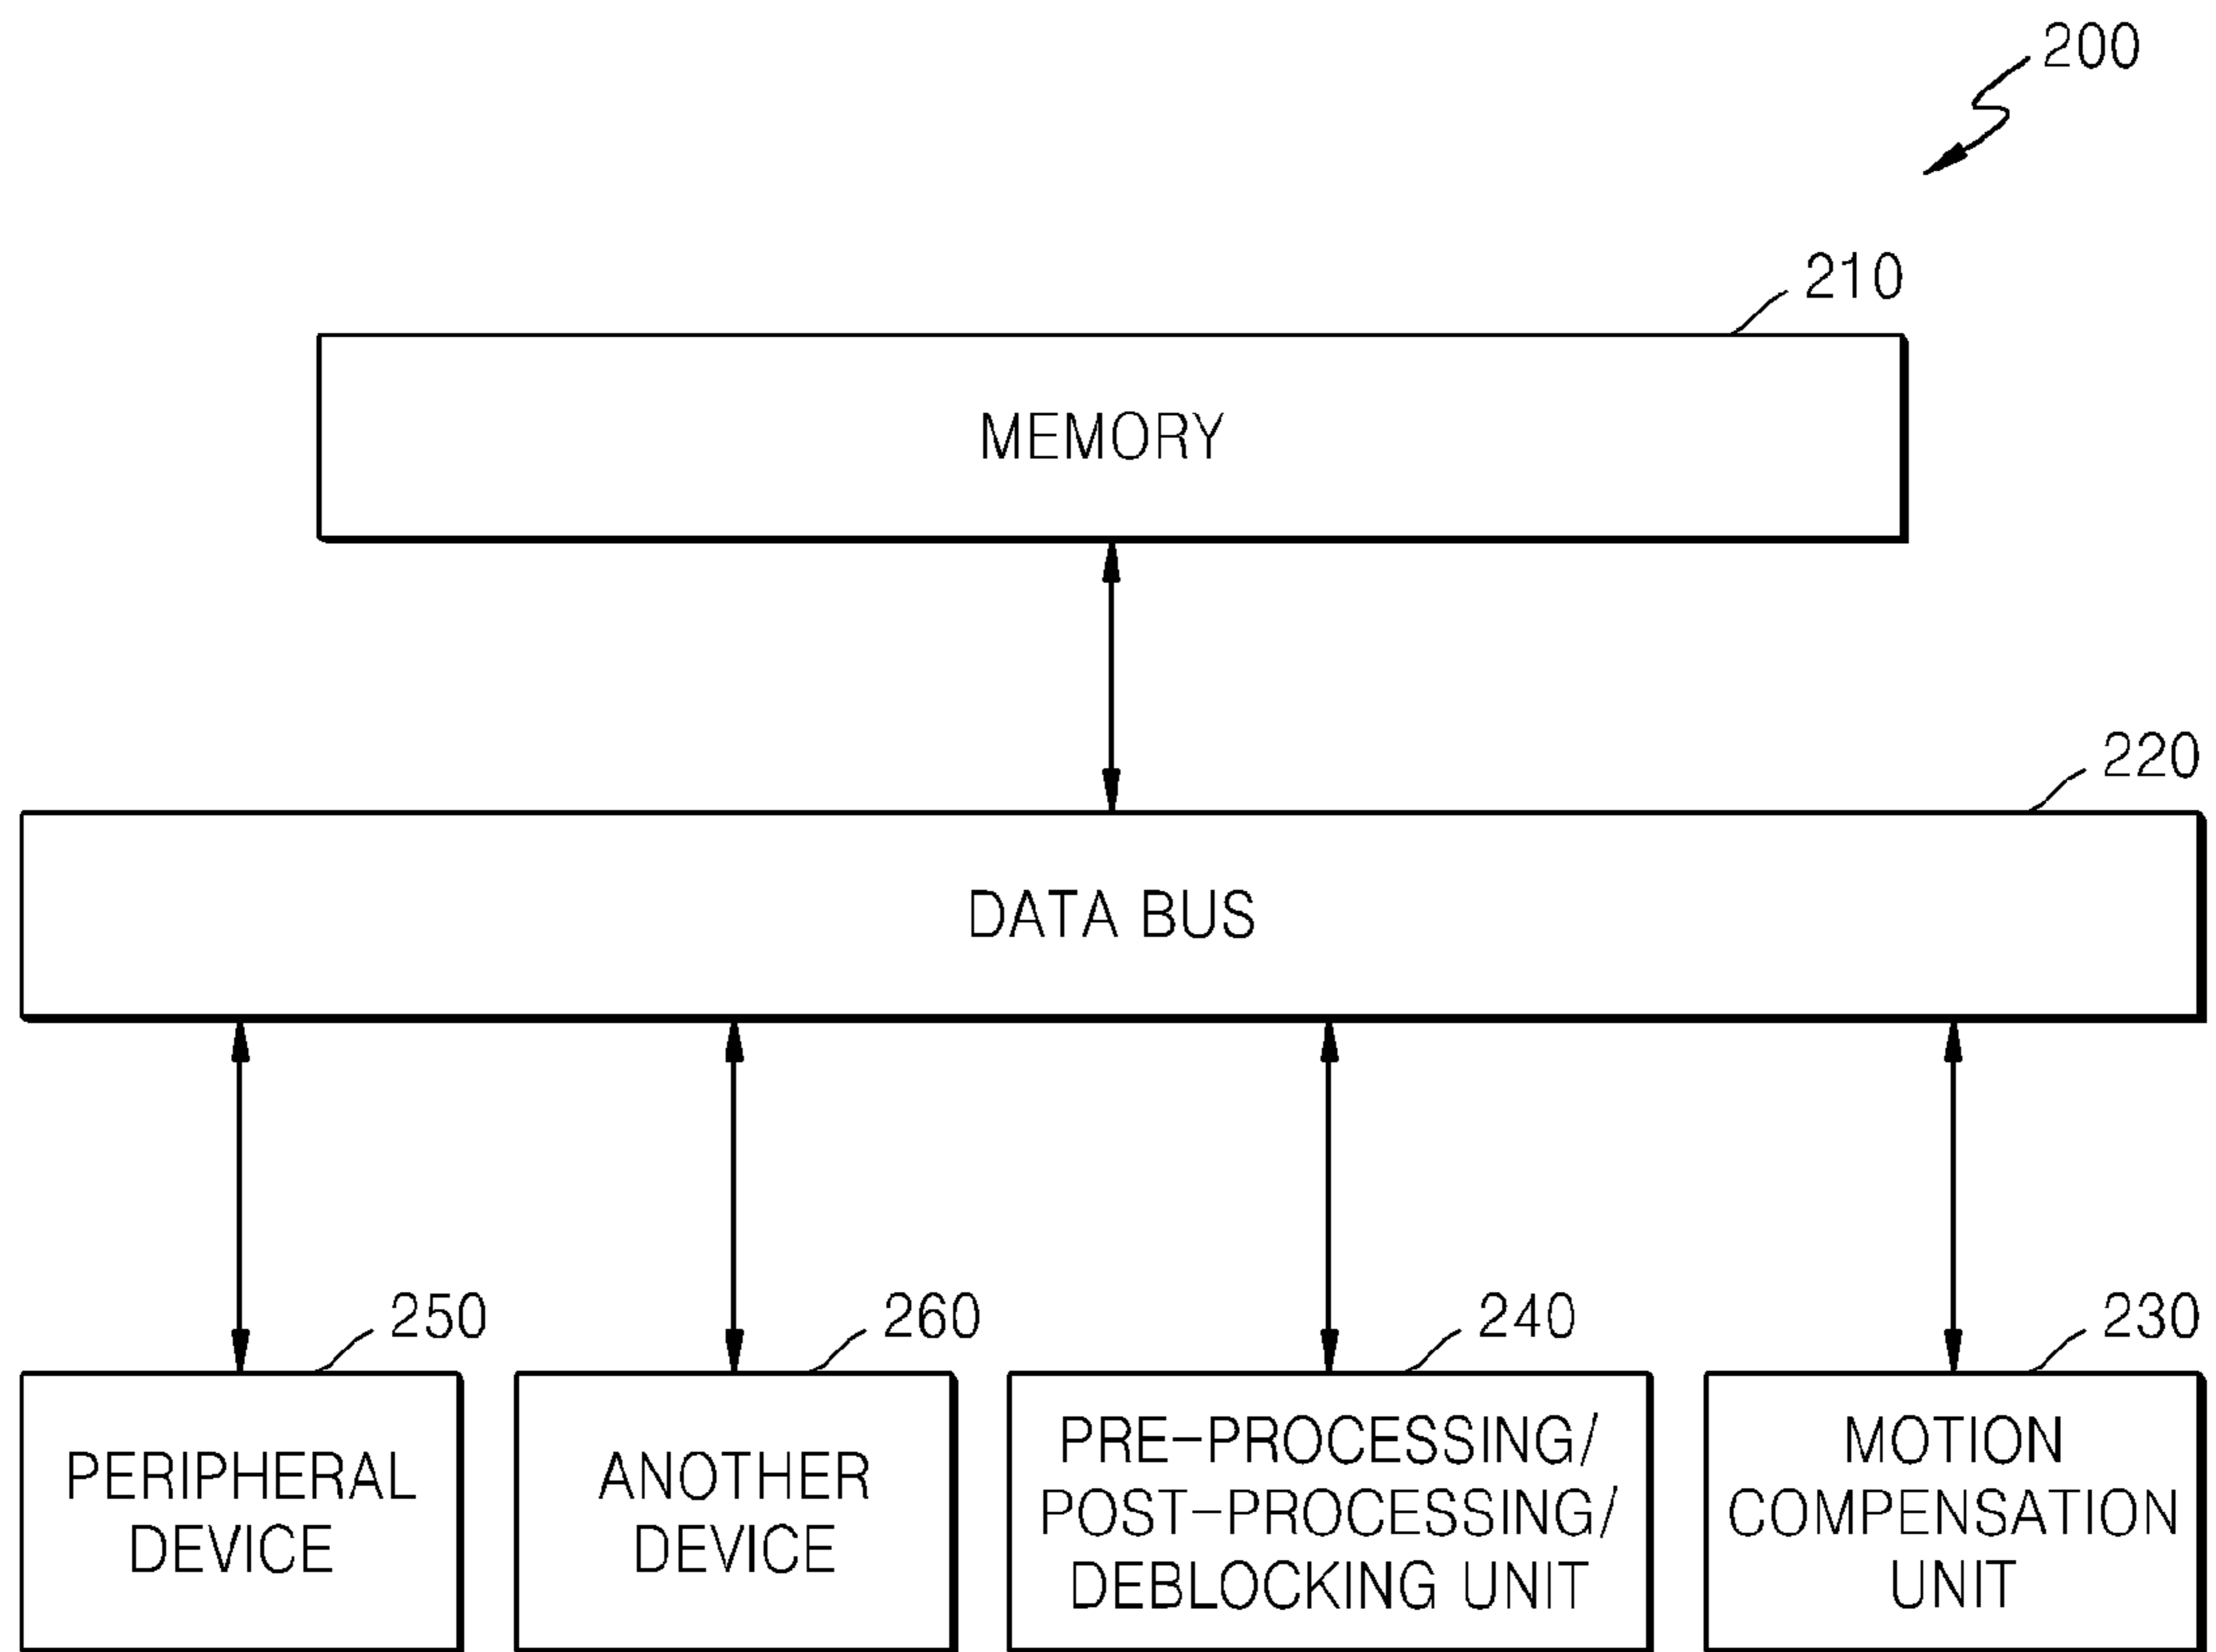 200
210
MEMORY
220
DATA BUS
250
260
240
230
PERIPHERAL
DEVICE
ANOTHER
DEVICE
PRE-PROCESSING/
POST-PROCESSING/
DEBLOCKING UNIT
MOTION
COMPENSATION
UNIT